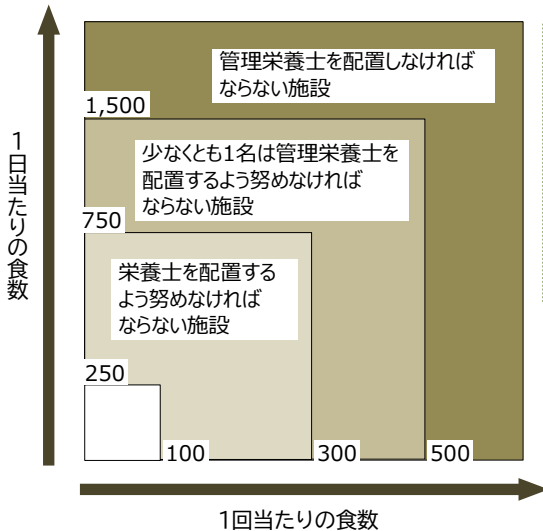 管理栄養士を配置しなければ
ならない施設
1,500
少なくとも1名は管理栄養士を
配置するよう努めなければ
ならない施設
750
栄養士を配置する
よう努めなければ
ならない施設
250
100
300
500
1日当たりの食数
1回当たりの食数